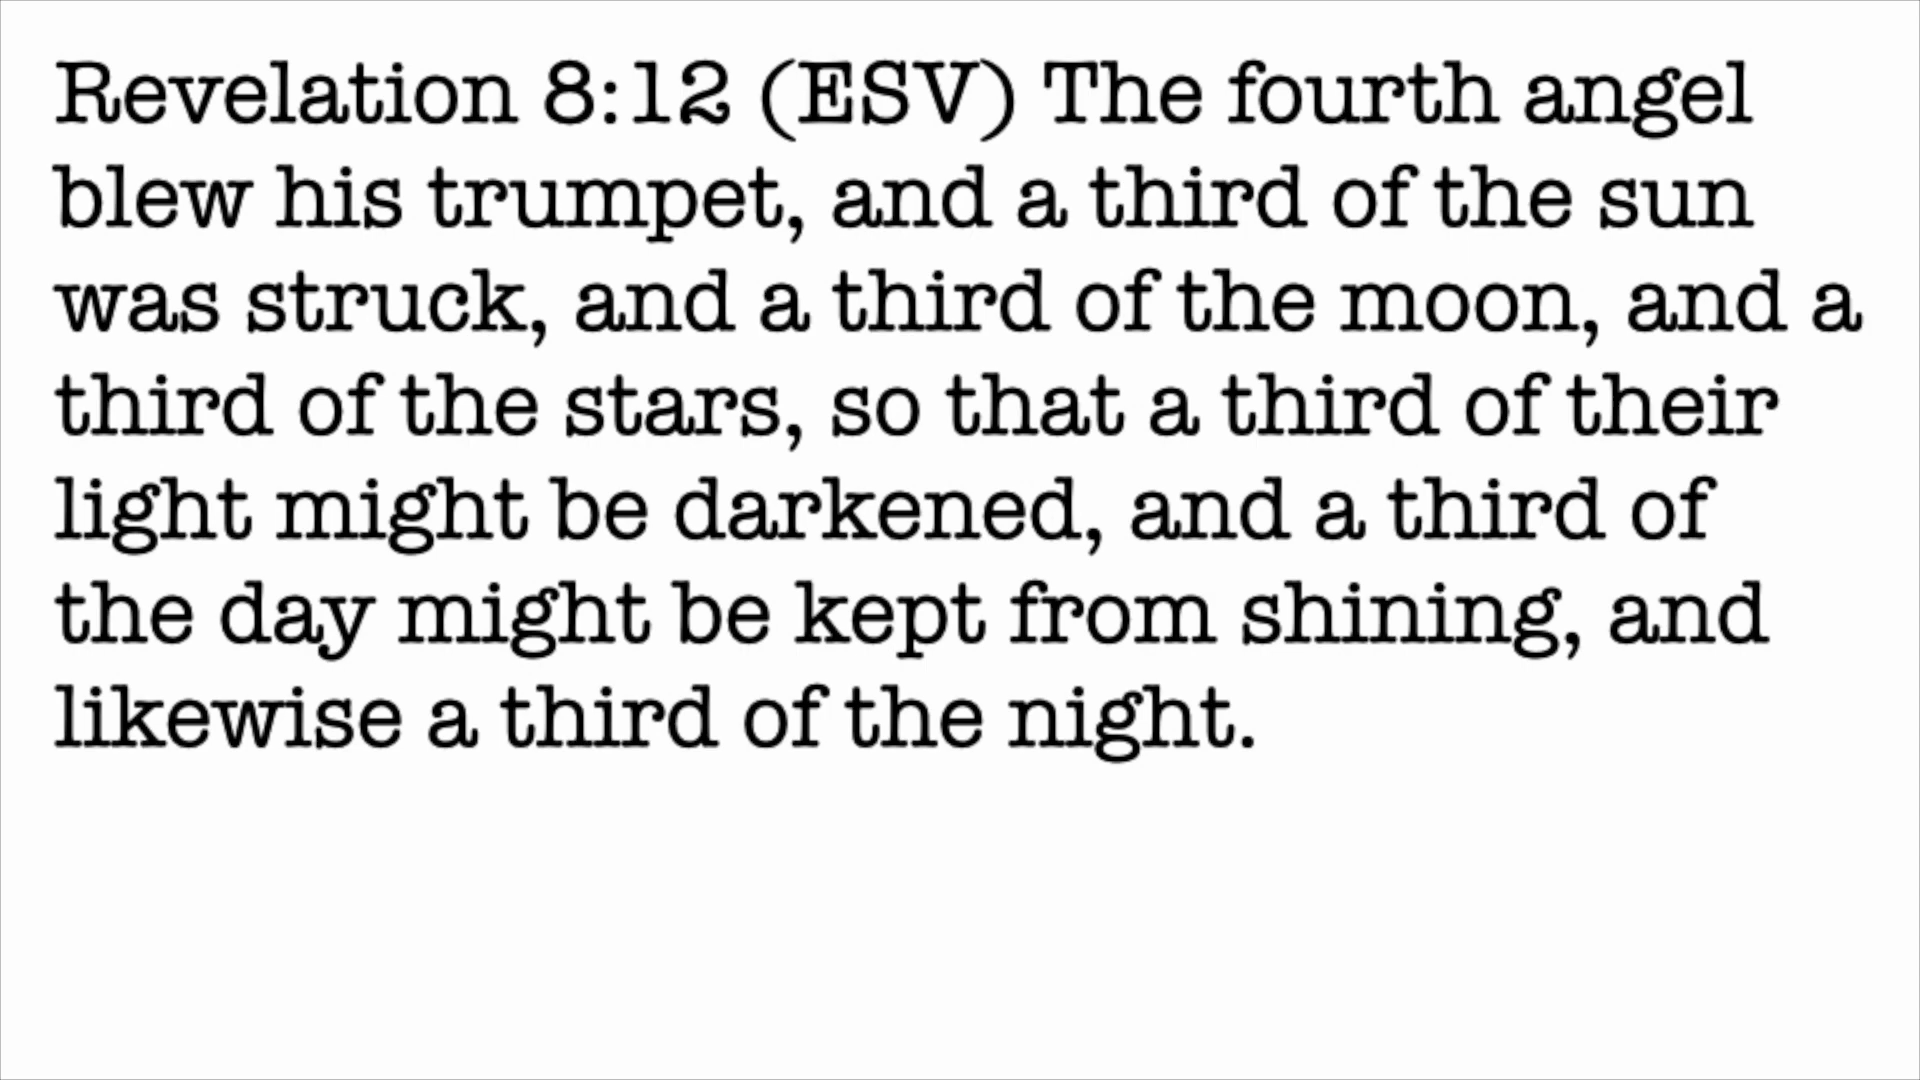 Revelation 8:12 (ESV) The fourth angel
blew his trumpet, and a third of the sun
was struck, and a third of the moon, and a
third of the stars, so that a third of their
light might be darkened, and a third of
the day might be kept from shining, and
likewise a third of the night.